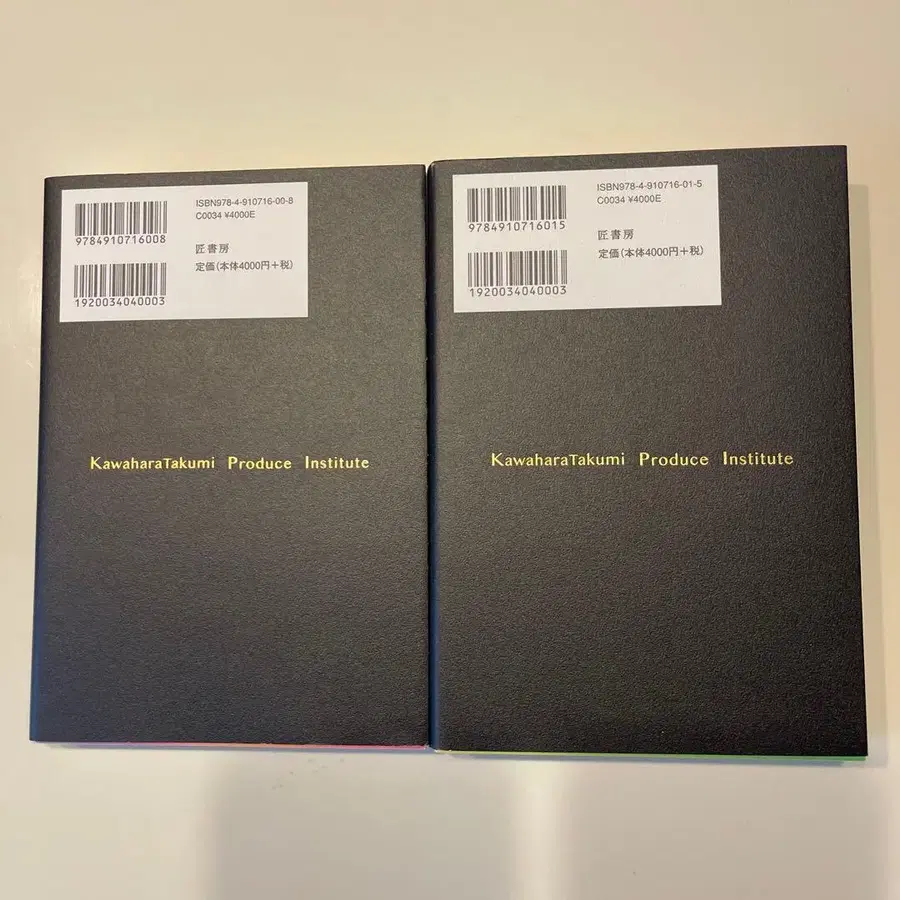 ISBN978-4-910716-00-8
C0034 ¥4000E
9784910716008
匠書房
定価(本体4000円+税)
1920034040003
KawaharaTakumi Produce Institute
ISBN978-4-910716-01-5
C0034 ¥4000E
9784910716015
匠書房
定価(本体4000円+税)
1920034040003
KawaharaTakumi Produce Institute